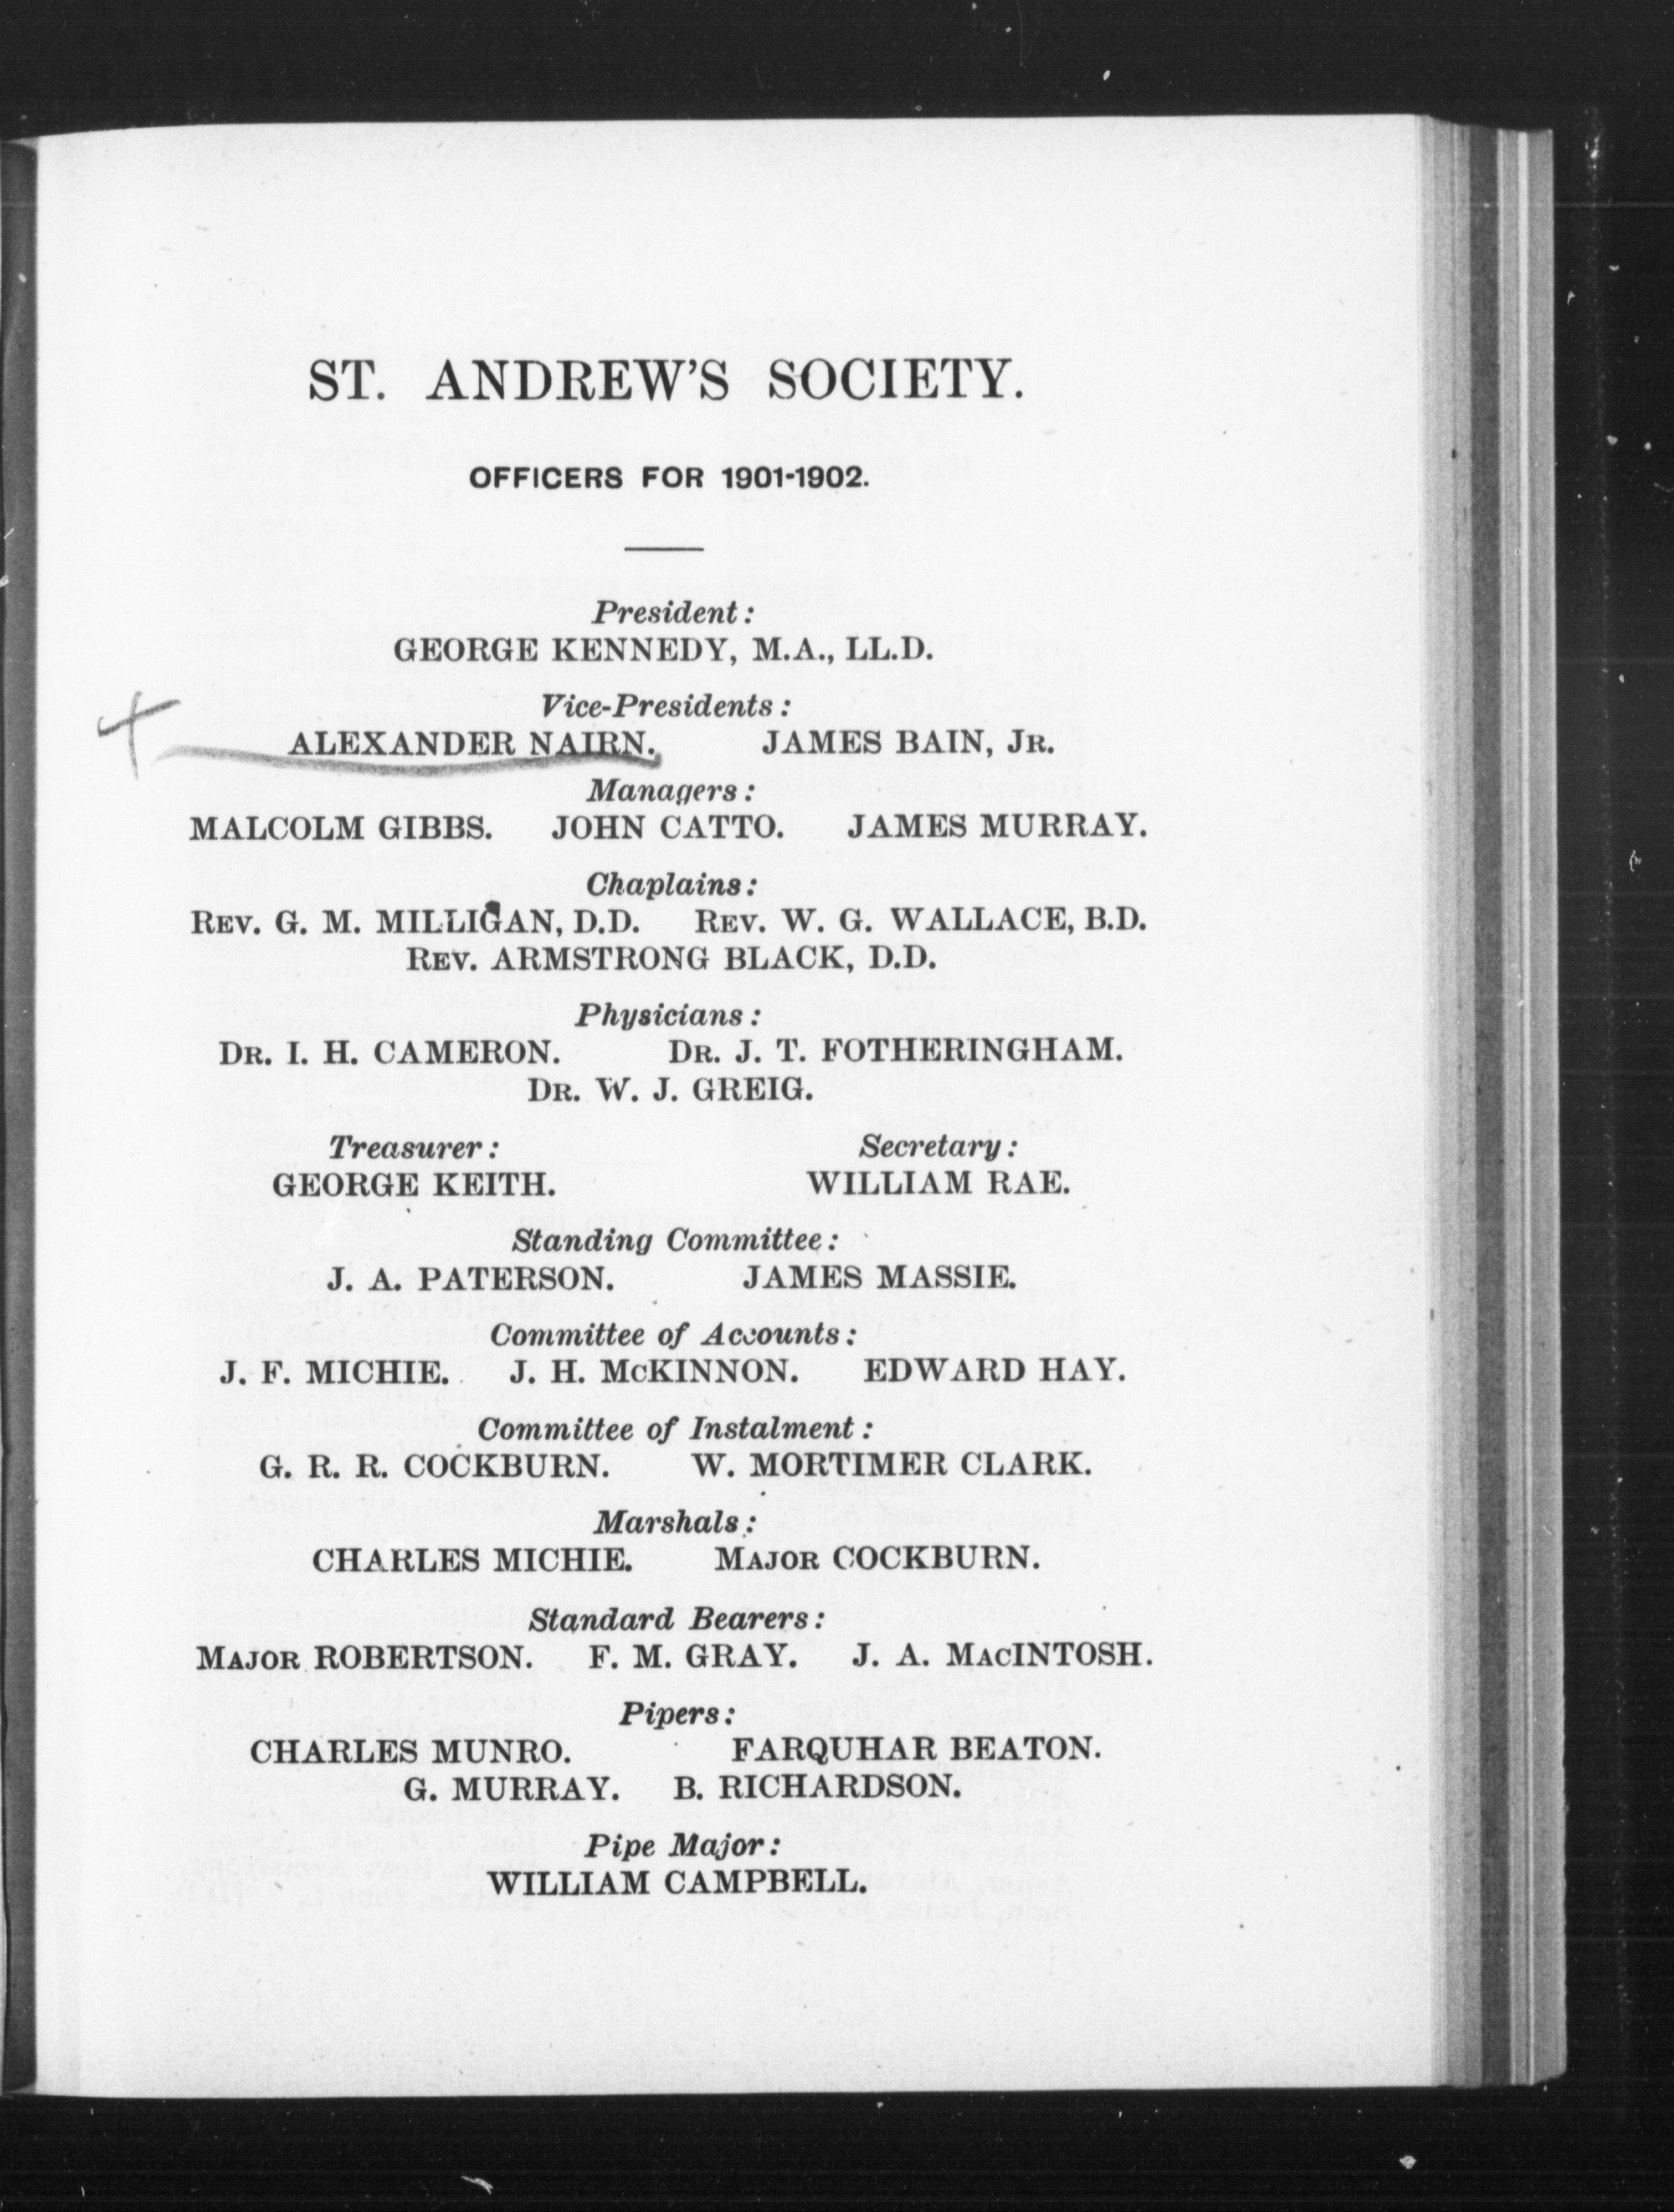 ST. ANDREW'S SOCIETY.
OFFICERS FOR 1901-1902.
President:
GEORGE KENNEDY, M.A., LL.D.
Vice-Presidents:
ALEXANDER NAIRN. JAMES BAIN, JR.
Managers:
MALCOLM GIBBS. JOHN CATTO. JAMES MURRAY.
Chaplains:
REV. G. M. MILLIGAN, D.D. REV. W. G. WALLACE, B.D.
REV. ARMSTRONG BLACK, D.D.
Physicians:
DR. I. H. CAMERON. DR. J. T. FOTHERINGHAM.
DR. W. J. GREIG.
Treasurer: Secretary:
GEORGE KEITH. WILLIAM RAE.
Standing Committee:
J. A. PATERSON. JAMES MASSIE.
Committee of Accounts:
J. F. MICHIE. J. H. McKINNON. EDWARD HAY.
Committee of Instalment:
G. R. R. COCKBURN. W. MORTIMER CLARK.
Marshals:
CHARLES MICHIE. MAJOR COCKBURN.
Standard Bearers:
MAJOR ROBERTSON. F. M. GRAY. J. A. MACINTOSH.
Pipers:
CHARLES MUNRO. FARQUHAR BEATON.
G. MURRAY. B. RICHARDSON.
Pipe Major:
WILLIAM CAMPBELL.